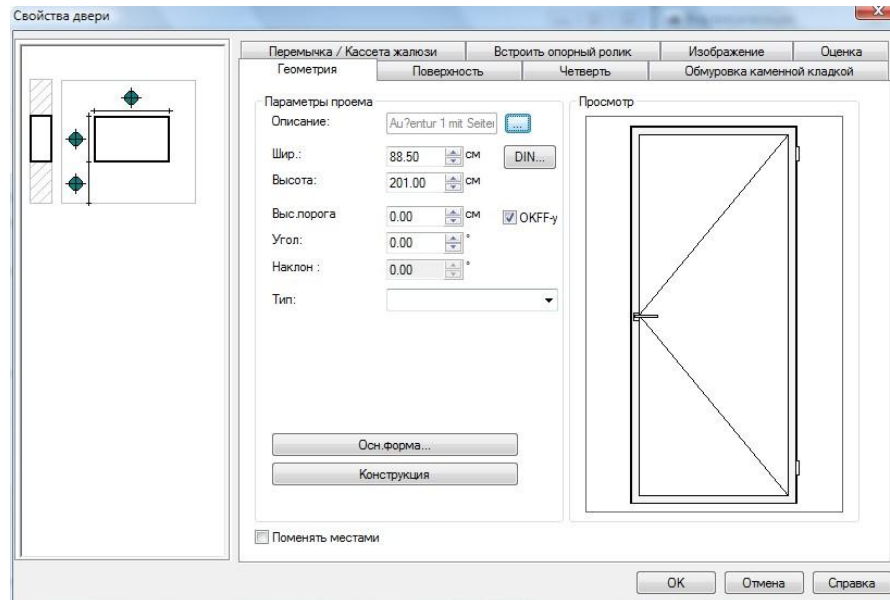 Свойства двери
Перемычка / Кассета жалюзи
Встроить опорный ролик
Изображение
Оценка
Геометрия
Поверхность
Четверть
Обмуровка каменной кладкой
Параметры проема
Описание: Au?entur 1 mit Seiter ...
Шир.: 88.50 см DIN...
Высота: 201.00 см
Выс.порога 0.00 см OKFF-у
Угол: 0.00 °
Наклон : 0.00 °
Тип:
Осн.форма...
Конструкция
Просмотр
Поменять местами
OK
Отмена
Справка